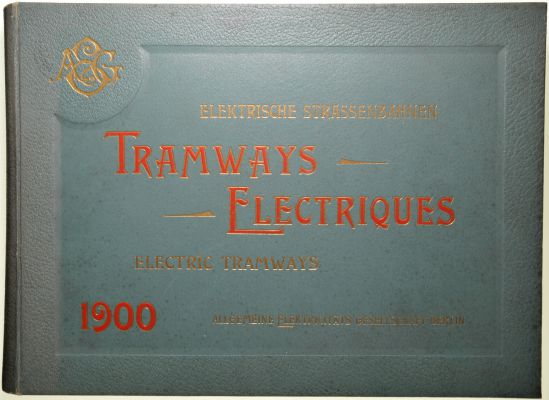 AEG
ELEKTRISCHE STRASSENBAHNEN
TRAMWAYS
ELECTRIQUES
ELECTRIC TRAMWAYS
1900
ALLGEMEINE ELEKTRICITÄTS GESELLSCHAFT BERLIN